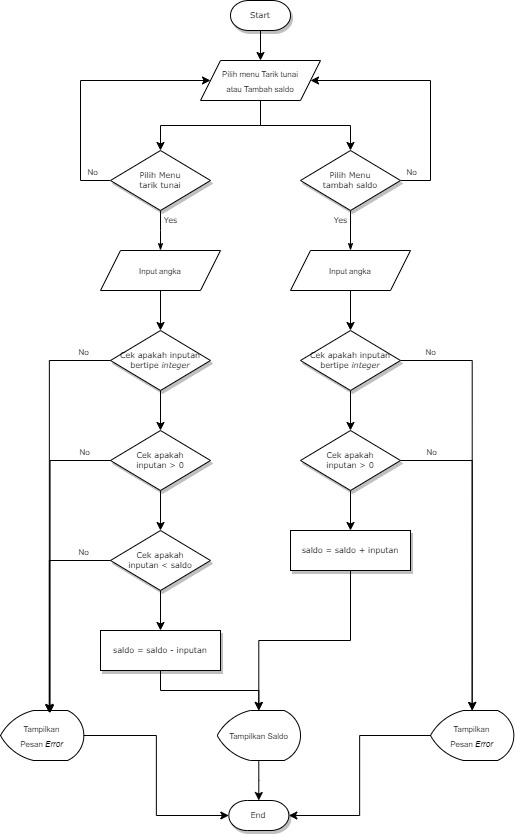 Start
Pilih menu Tarik tunai
atau Tambah saldo
No
Pilih Menu
tarik tunai
Pilih Menu
tambah saldo
No
Yes
Yes
Input angka
Input angka
No
Cek apakah inputan
bertipe integer
Cek apakah inputan
bertipe integer
No
No
Cek apakah
inputan > 0
Cek apakah
inputan > 0
No
No
Cek apakah
inputan < saldo
saldo = saldo + inputan
saldo = saldo - inputan
Tampilkan
Pesan Error
Tampilkan Saldo
Tampilkan
Pesan Error
End